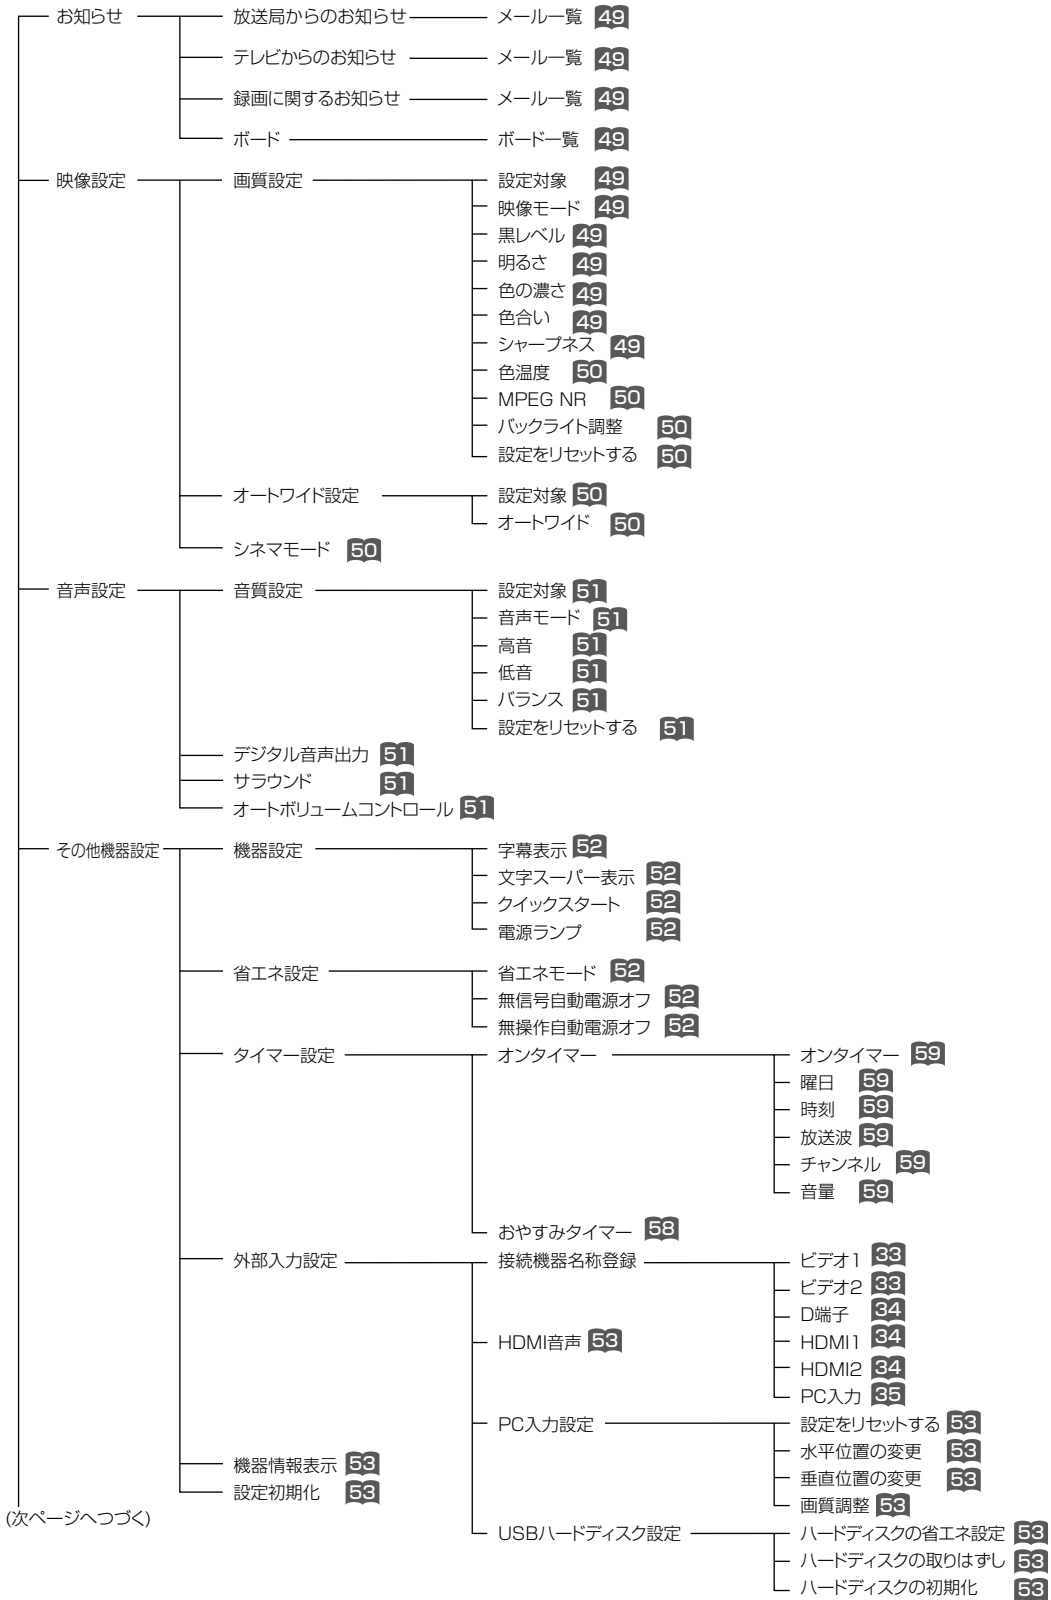 お知らせ 放送局からのお知らせ メール一覧 49
テレビからのお知らせ メール一覧 49
録画に関するお知らせ メール一覧 49
ボード ボード一覧 49
映像設定 画質設定 設定対象 49
映像モード 49
黒レベル 49
明るさ 49
色の濃さ 49
色合い 49
シャープネス 49
色温度 50
MPEG NR 50
バックライト調整 50
設定をリセットする 50
オートワイド設定 設定対象 50
オートワイド 50
シネマモード 50
音声設定 音質設定 設定対象 51
音声モード 51
高音 51
低音 51
バランス 51
設定をリセットする 51
デジタル音声出力 51
サラウンド 51
オートボリュームコントロール 51
その他機器設定 機器設定 字幕表示 52
文字スーパー表示 52
クイックスタート 52
電源ランプ 52
省エネ設定 省エネモード 52
無信号自動電源オフ 52
無操作自動電源オフ 52
タイマー設定 オンタイマー オンタイマー 59
曜日 59
時刻 59
放送波 59
チャンネル 59
音量 59
おやすみタイマー 58
外部入力設定 接続機器名称登録 ビデオ1 33
ビデオ2 33
D端子 34
HDMI音声 53 HDMI1 34
HDMI2 34
PC入力 35
PC入力設定 設定をリセットする 53
水平位置の変更 53
機器情報表示 53 垂直位置の変更 53
設定初期化 53 画質調整 53
(次ページへつづく)
USBハードディスク設定 ハードディスクの省エネ設定 53
ハードディスクの取りはずし 53
ハードディスクの初期化 53